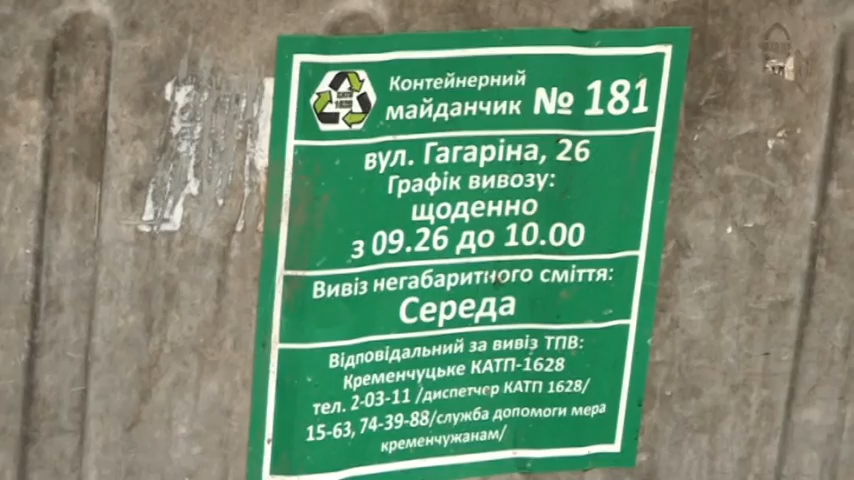 Контейнерний
майданчик № 181
вул. Гагаріна, 26
Графік вивозу:
щоденно
з 09.26 до 10.00
Вивіз негабаритного сміття:
Середа
Відповідальний за вивіз ТПВ:
Кременчуцьке КАТП-1628
тел. 2-03-11 /диспетчер КАТП 1628/
15-63, 74-39-88/служба допомоги мера
кременчужанам/